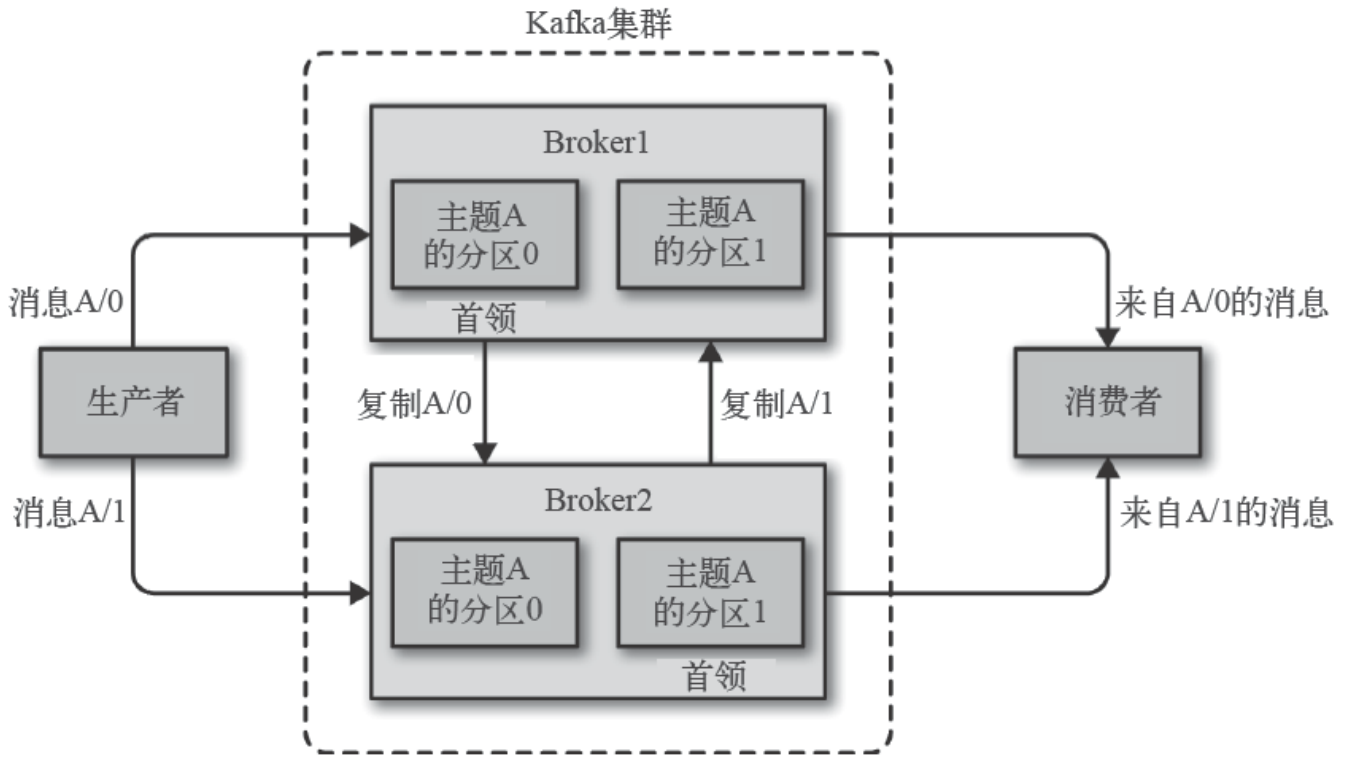 Kafka集群
Broker1
主题A
的分区0
主题A
的分区1
首领
消息A/0
来自A/0的消息
生产者
复制A/0
复制A/1
消费者
消息A/1
来自A/1的消息
Broker2
主题A
的分区0
主题A
的分区1
首领